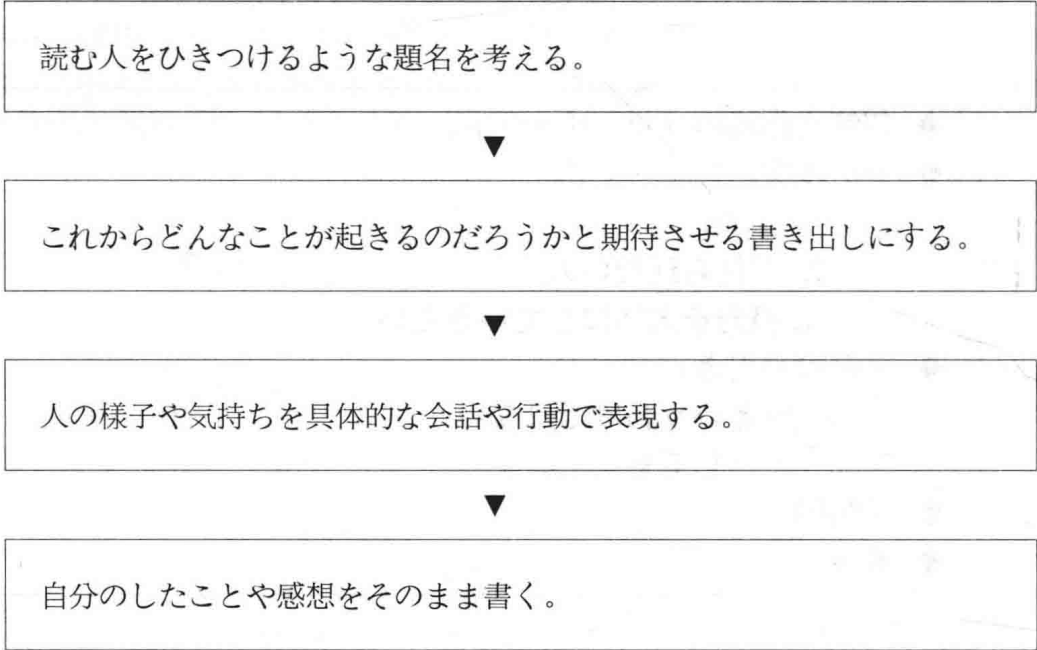 読む人をひきつけるような題名を考える。
▼
これからどんなことが起きるのだろうかと期待させる書き出しにする。
▼
人の様子や気持ちを具体的な会話や行動で表現する。
▼
自分のしたことや感想をそのまま書く。